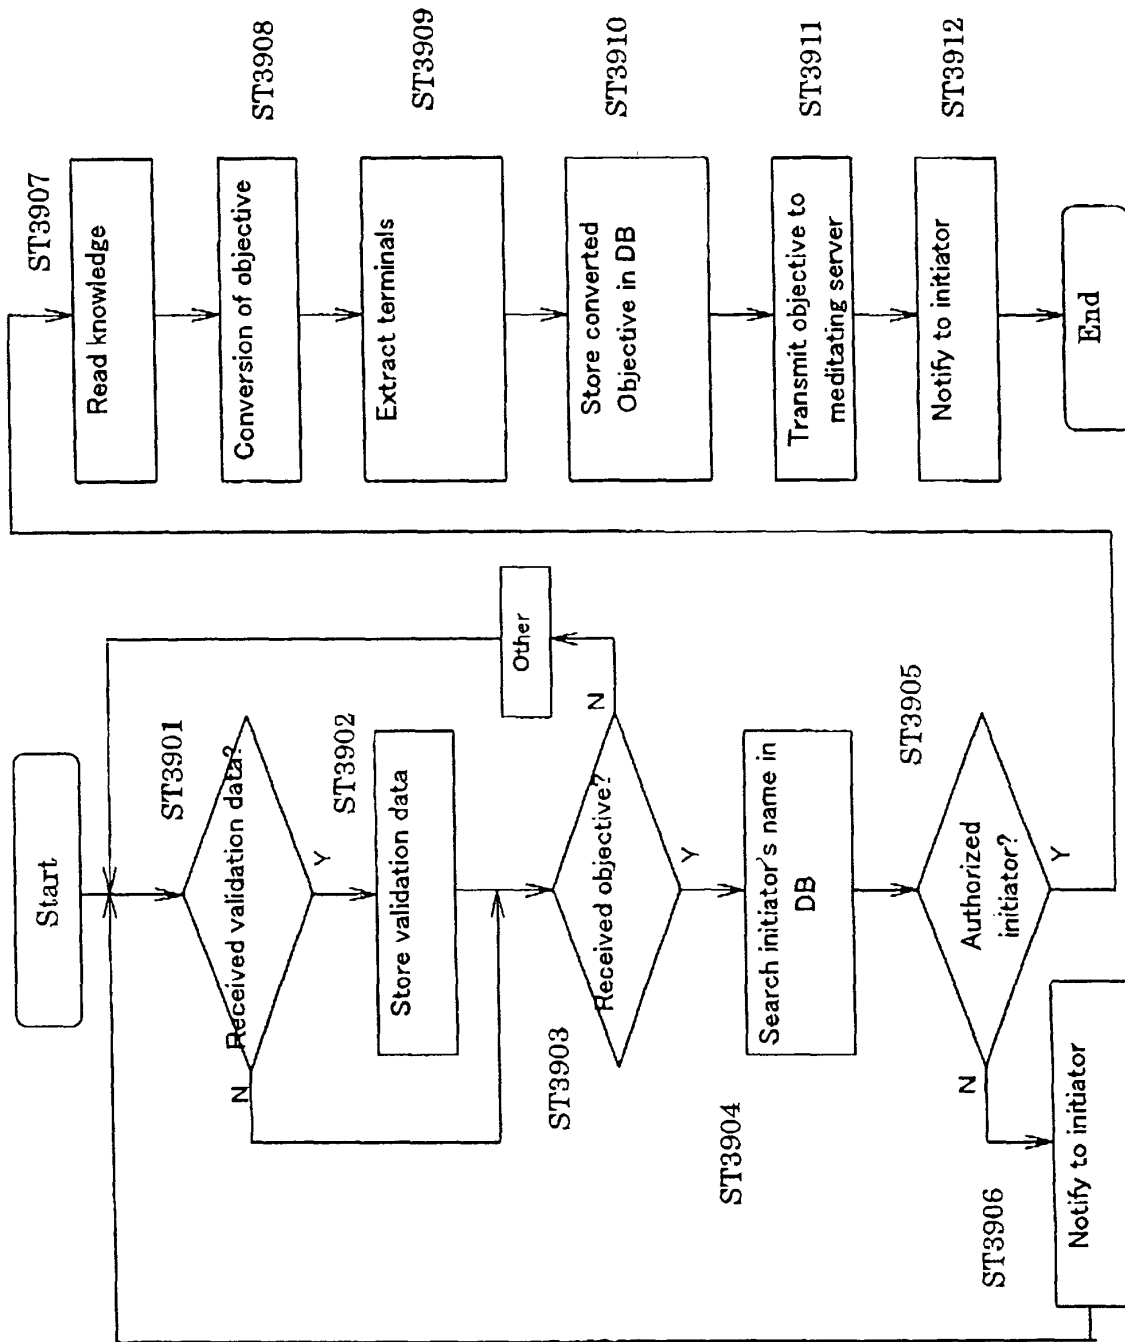 Start
ST3901
Received validation data?
N
Y
ST3902
Store validation data
ST3903
Received objective?
N
Other
Y
ST3904
Search initiator's name in
DB
ST3905
Authorized
initiator?
N
Y
ST3906
Notify to initiator
ST3907
Read knowledge
ST3908
Conversion of objective
ST3909
Extract terminals
ST3910
Store converted
Objective in DB
ST3911
Transmit objective to
meditating server
ST3912
Notify to initiator
End